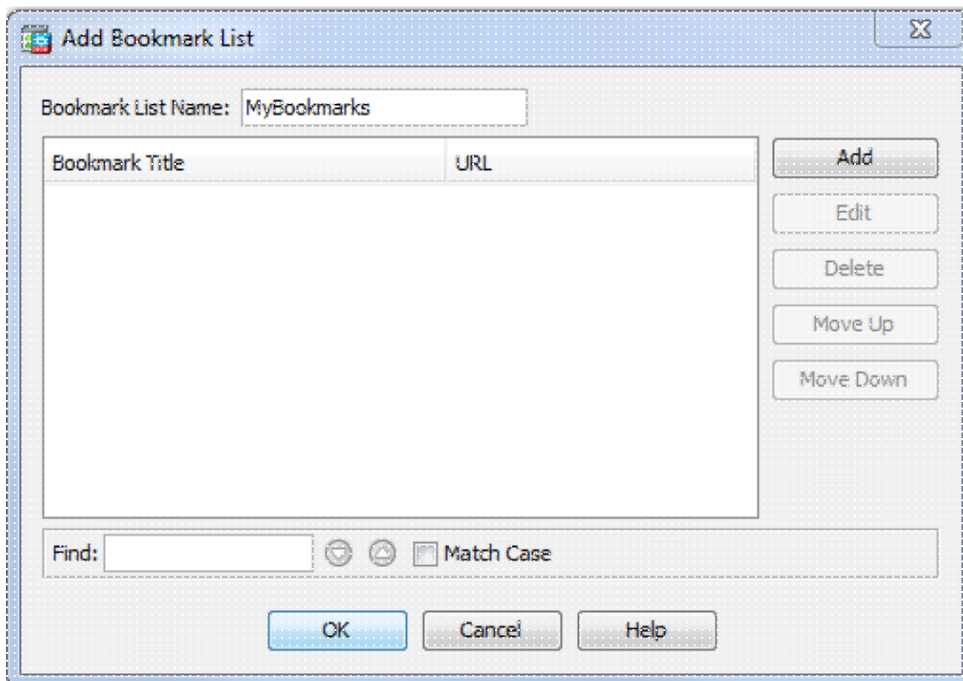 Add Bookmark List
Bookmark List Name: MyBookmarks
Bookmark Title URL
Add
Edit
Delete
Move Up
Move Down
Find: Match Case
OK Cancel Help